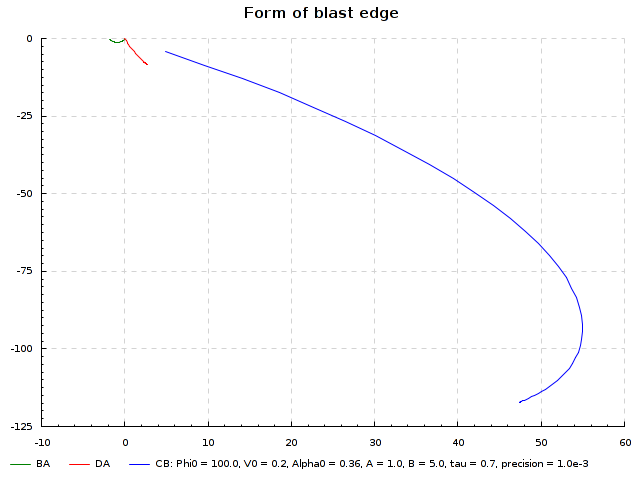 Form of blast edge
0
-25
-50
-75
-100
-125
-10 0 10 20 30 40 50 60
BA DA CB: Phi0 = 100.0, V0 = 0.2, Alpha0 = 0.36, A = 1.0, B = 5.0, tau = 0.7, precision = 1.0e-3